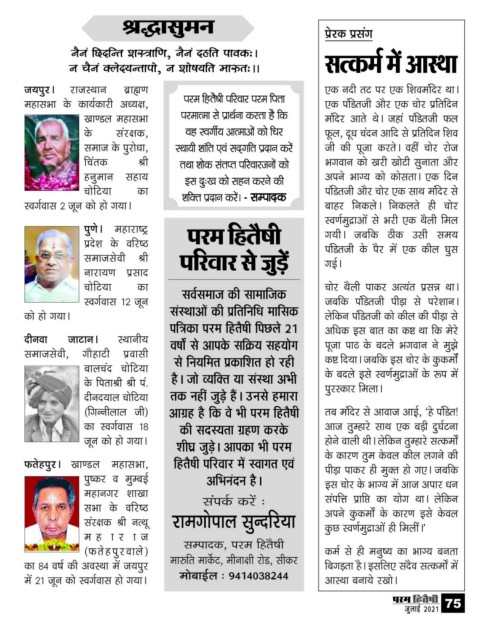 श्रद्धासुमन
नैनं छिदन्ति शस्त्राणि, नैनं दहति पावकः।
न चैनं क्लेदयन्तापो, न शोषयति मारूतः।।
जयपुर। राजस्थान ब्राह्मण
महासभा के कार्यकारी अध्यक्ष,
खाण्डल महासभा
के संरक्षक,
समाज के पुरोधा,
चिंतक श्री
हनुमान सहाय
चोटिया का
स्वर्गवास 2 जून को हो गया।
पुणे। महाराष्ट्र
प्रदेश के वरिष्ठ
समाजसेवी श्री
नारायण प्रसाद
चोटिया का
स्वर्गवास 12 जून
को हो गया।
दीनवा जाटान। स्थानीय
समाजसेवी, गौहाटी प्रवासी
बालचंद चोटिया
के पिताश्री श्री पं.
दीनदयाल चोटिया
(गिन्नीलाल जी)
का स्वर्गवास 18
जून को हो गया।
फतेहपुर। खाण्डल महासभा,
पुष्कर व मुम्बई
महानगर शाखा
सभा के वरिष्ठ
संरक्षक श्री नत्थू
म ह ा र ा ज
(फतेहपुरवाले)
का 84 वर्ष की अवस्था में जयपुर
में 21 जून को स्वर्गवास हो गया।
परम हितैषी परिवार परम पिता
परमात्मा से प्रार्थना करता है कि
वह स्वर्गीय आत्माओं को चिर
स्थायी शांति एवं सद्गति प्रदान करें
तथा शोक संतप्त परिवारजनों को
इस दुःख को सहन करने की
शक्ति प्रदान करें। - सम्पादक
परम हितैषी
परिवार से जुड़ें
सर्वसमाज की सामाजिक
संस्थाओं की प्रतिनिधि मासिक
पत्रिका परम हितैषी पिछले 21
वर्षों से आपके सक्रिय सहयोग
से नियमित प्रकाशित हो रही
है। जो व्यक्ति या संस्था अभी
तक नहीं जुड़े हैं। उनसे हमारा
आग्रह है कि वे भी परम हितैषी
की सदस्यता ग्रहण करके
शीघ्र जुड़े। आपका भी परम
हितैषी परिवार में स्वागत एवं
अभिनंदन है।
संपर्क करें :
रामगोपाल सुन्दरिया
सम्पादक, परम हितैषी
मारुति मार्केट, मीनाक्षी रोड, सीकर
मोबाईल : 9414038244
प्रेरक प्रसंग
सत्कर्म में आस्था
एक नदी तट पर एक शिवमंदिर था।
एक पंडितजी और एक चोर प्रतिदिन
मंदिर आते थे। जहां पंडितजी फल
फूल, दूध चंदन आदि से प्रतिदिन शिव
जी की पूजा करते। वहीं चोर रोज
भगवान को खरी खोटी सुनाता और
अपने भाग्य को कोसता। एक दिन
पंडितजी और चोर एक साथ मंदिर से
बाहर निकले। निकलते ही चोर
स्वर्णमुद्राओं से भरी एक थैली मिल
गयी। जबकि ठीक उसी समय
पंडितजी के पैर में एक कील घुस
गई।
चोर थैली पाकर अत्यंत प्रसन्न था।
जबकि पंडितजी पीड़ा से परेशान।
लेकिन पंडितजी को कील की पीड़ा से
अधिक इस बात का कष्ट था कि मेरे
पूजा पाठ के बदले भगवान ने मुझे
कष्ट दिया। जबकि इस चोर के कुकर्मों
के बदले इसे स्वर्णमुद्राओं के रूप में
पुरस्कार मिला।
तब मंदिर से आवाज आई, 'हे पंडित!
आज तुम्हारे साथ एक बड़ी दुर्घटना
होने वाली थी। लेकिन तुम्हारे सत्कर्मों
के कारण तुम केवल कील लगने की
पीड़ा पाकर ही मुक्त हो गए। जबकि
इस चोर के भाग्य में आज अपार धन
संपत्ति प्राप्ति का योग था। लेकिन
अपने कुकर्मों के कारण इसे केवल
कुछ स्वर्णमुद्राओं ही मिलीं।'
कर्म से ही मनुष्य का भाग्य बनता
बिगड़ता है। इसलिए सदैव सत्कर्मों में
आस्था बनाये रखो।
परम हितैषी
जुलाई 2021 75